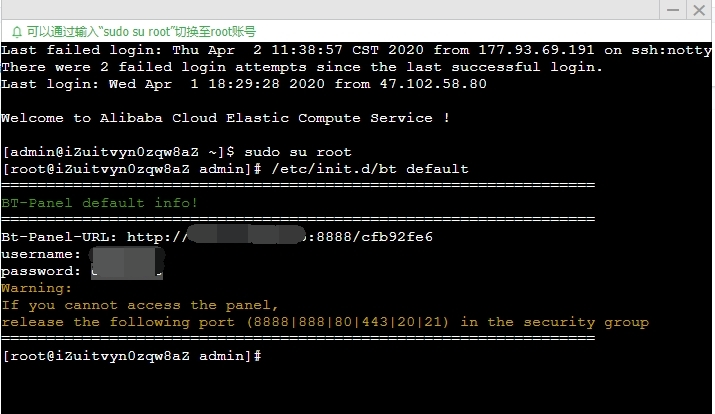 可以通过输入“sudo su root”切换至root账号
Last failed login: Thu Apr  2 11:38:57 CST 2020 from 177.93.69.191 on ssh:notty
There were 2 failed login attempts since the last successful login.
Last login: Wed Apr  1 18:29:28 2020 from 47.102.58.80
Welcome to Alibaba Cloud Elastic Compute Service !
[admin@iZuitvyn0zqw8aZ ~]$ sudo su root
[root@iZuitvyn0zqw8aZ admin]# /etc/init.d/bt default
==================================================================
BT-Panel default info!
==================================================================
Bt-Panel-URL: http://:8888/cfb92fe6
username:
password:
Warning:
If you cannot access the panel,
release the following port (8888|888|80|443|20|21) in the security group
==================================================================
[root@iZuitvyn0zqw8aZ admin]#